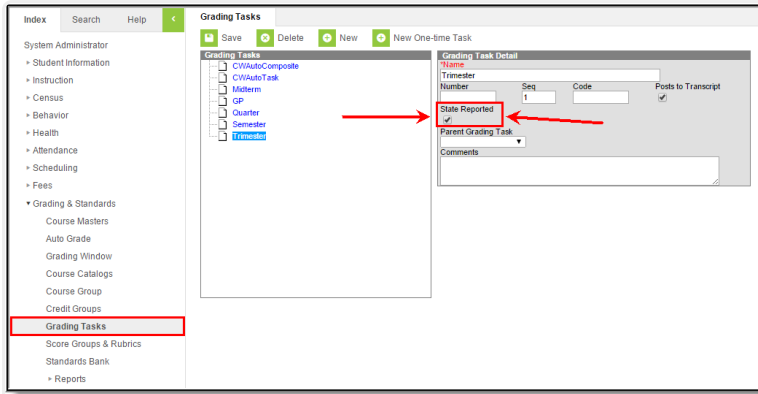 Index Search Help
System Administrator
Student Information
Instruction
Census
Behavior
Health
Attendance
Scheduling
Fees
Grading & Standards
Course Masters
Auto Grade
Grading Window
Course Catalogs
Course Group
Credit Groups
Grading Tasks
Score Groups & Rubrics
Standards Bank
Reports
Grading Tasks
Save Delete New New One-time Task
Grading Tasks
CWAutoComposite
CWAutoTask
Midterm
GP
Quarter
Semester
Trimester
Grading Task Detail
*Name
Trimester
Number Seq Code Posts to Transcript
1
State Reported
Parent Grading Task
Comments